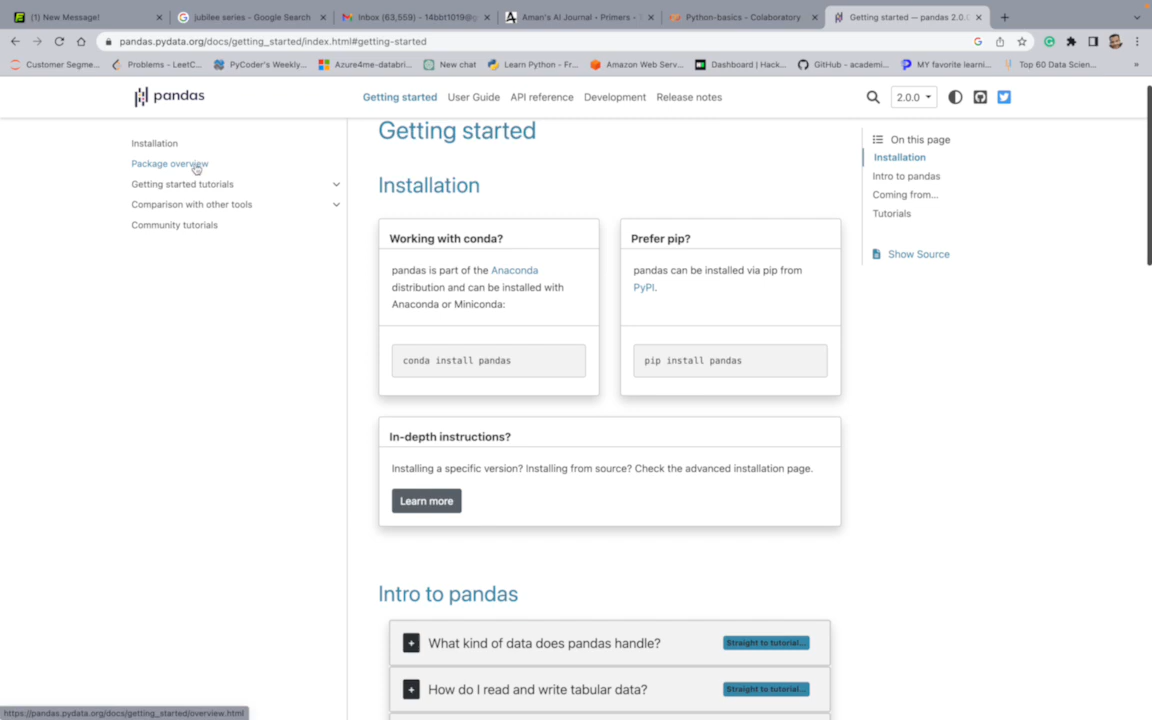 (1) New Message!
jubilee series - Google Search
Inbox (63,559) - 14bbt1019@g
Aman's AI Journal - Primers - T
Python-basics - Colaboratory
Getting started — pandas 2.0.0
pandas.pydata.org/docs/getting_started/index.html#getting-started
Customer Segme...
Problems - LeetC...
PyCoder's Weekly...
Azure4me-databri...
New chat
Learn Python - Fr...
Amazon Web Serv...
Dashboard | Hack...
GitHub - academi...
MY favorite learni...
Top 60 Data Scien...
»
pandas
Getting started
User Guide
API reference
Development
Release notes
2.0.0
Installation
Package overview
Getting started tutorials
Comparison with other tools
Community tutorials
Getting started
Installation
Working with conda?
pandas is part of the Anaconda
distribution and can be installed with
Anaconda or Miniconda:
conda install pandas
Prefer pip?
pandas can be installed via pip from
PyPI.
pip install pandas
In-depth instructions?
Installing a specific version? Installing from source? Check the advanced installation page.
Learn more
Intro to pandas
+ What kind of data does pandas handle?
Straight to tutorial...
+ How do I read and write tabular data?
Straight to tutorial...
On this page
Installation
Intro to pandas
Coming from...
Tutorials
Show Source
https://pandas.pydata.org/docs/getting_started/overview.html